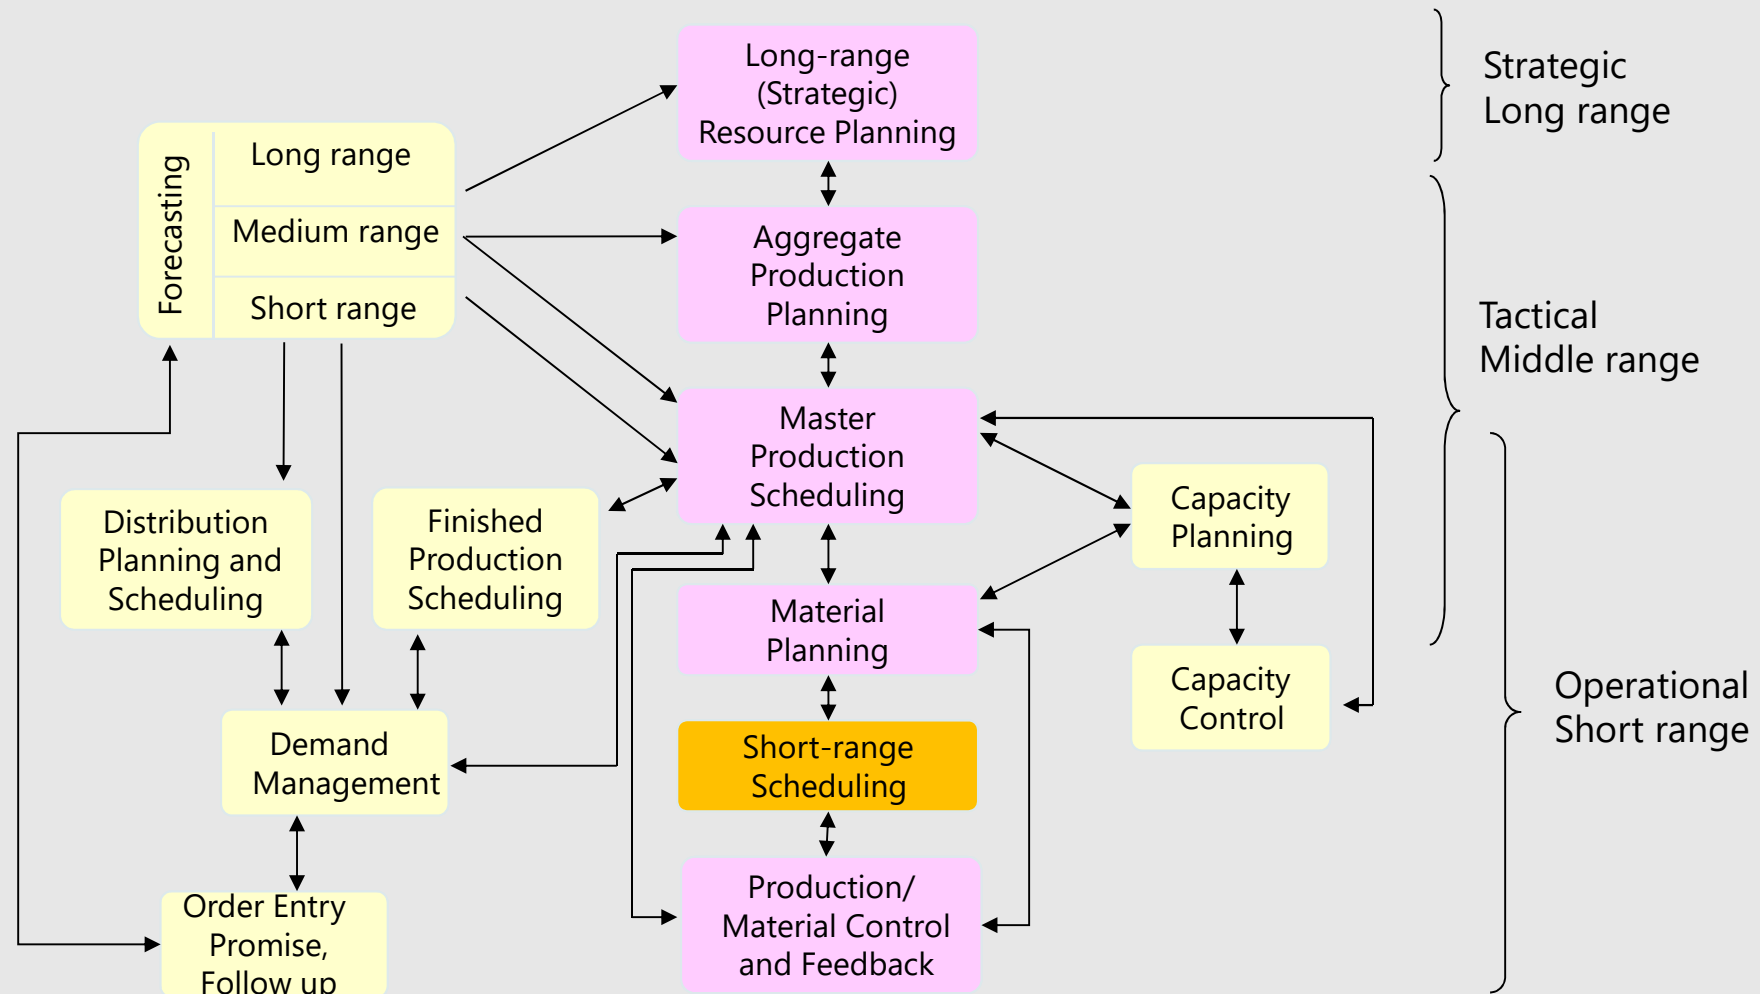 Long-range
(Strategic)
Resource Planning
Strategic
Long range
Forecasting
Long range
Medium range
Short range
Aggregate
Production
Planning
Tactical
Middle range
Master
Production
Scheduling
Distribution
Planning and
Scheduling
Finished
Production
Scheduling
Capacity
Planning
Material
Planning
Capacity
Control
Operational
Short range
Demand
Management
Short-range
Scheduling
Order Entry
Promise,
Follow up
Production/
Material Control
and Feedback